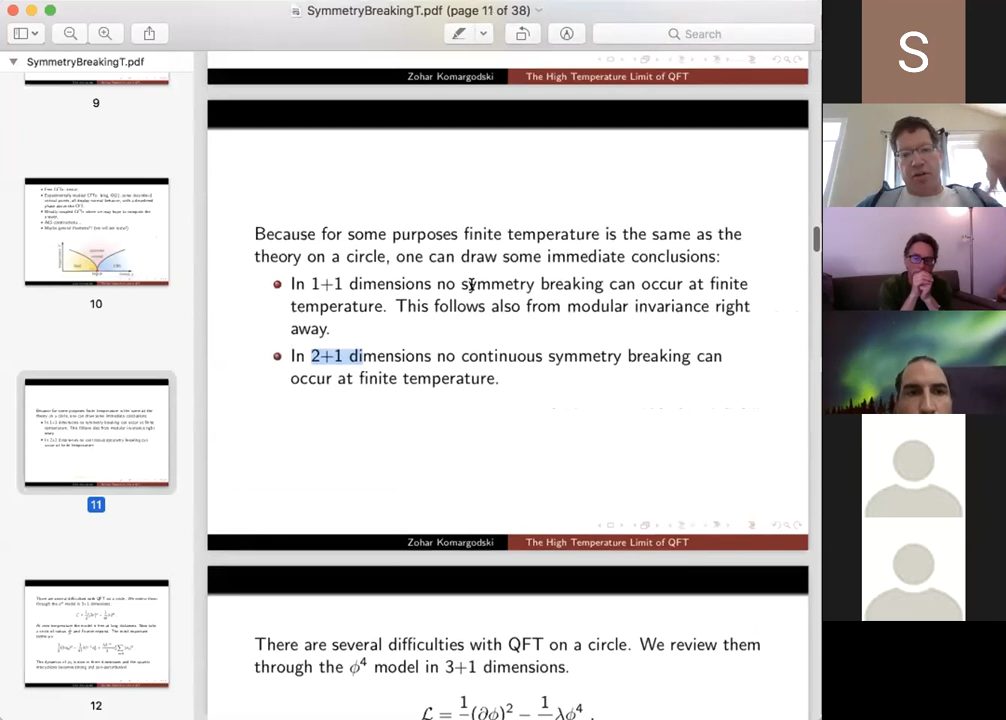 SymmetryBreakingT.pdf (page 11 of 38)
Search
SymmetryBreakingT.pdf
9
10
11
12
Zohar Komargodski The High Temperature Limit of QFT
Because for some purposes finite temperature is the same as the
theory on a circle, one can draw some immediate conclusions:
In 1+1 dimensions no symmetry breaking can occur at finite
temperature. This follows also from modular invariance right
away.
In 2+1 dimensions no continuous symmetry breaking can
occur at finite temperature.
Zohar Komargodski The High Temperature Limit of QFT
There are several difficulties with QFT on a circle. We review them
through the ϕ⁴ model in 3+1 dimensions.
S